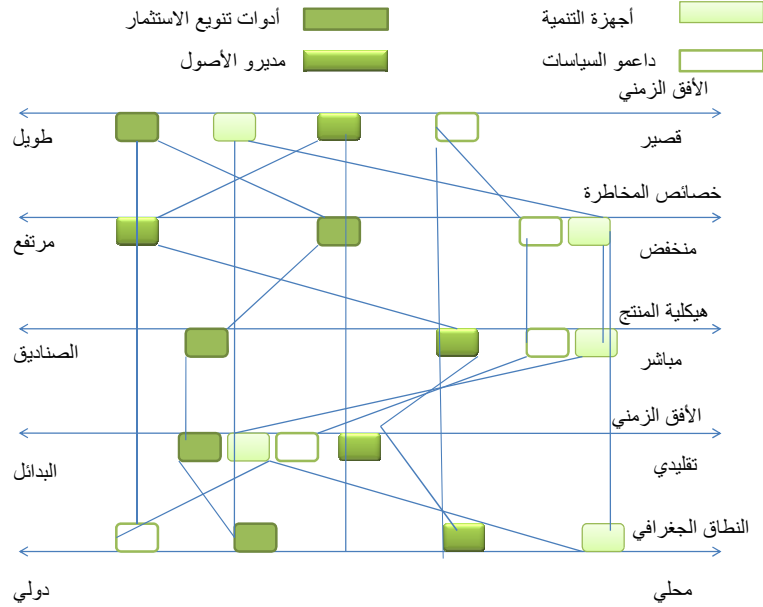 أجهزة التنمية
أدوات تنويع الاستثمار
داعمو السياسات
مديرو الأصول
الأفق الزمني
قصير
طويل
خصائص المخاطرة
منخفض
مرتفع
هيكلية المنتج
مباشر
الصناديق
الأفق الزمني
تقليدي
البدائل
النطاق الجغرافي
محلي
دولي